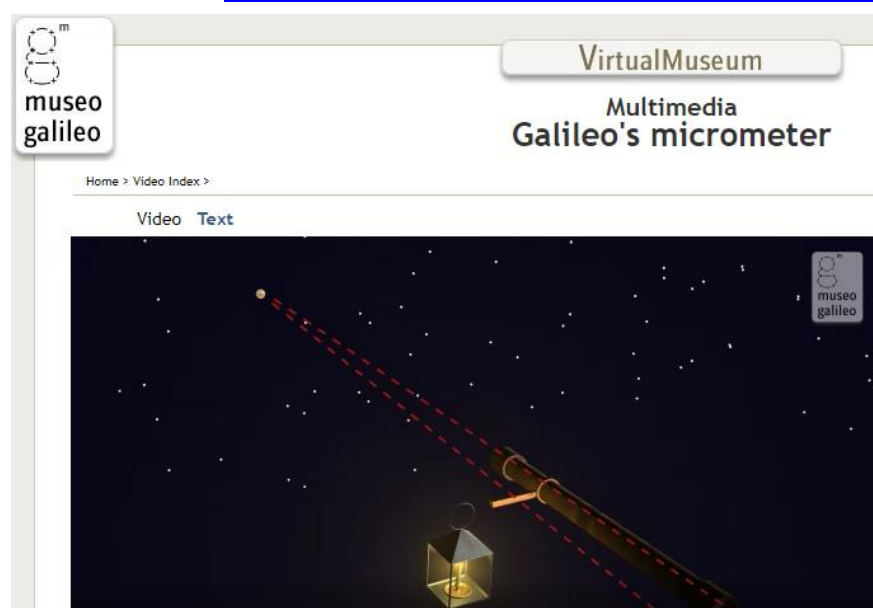 m
g
museo
galileo
VirtualMuseum
Multimedia
Galileo's micrometer
Home > Video Index >
Video Text
m
g
museo
galileo